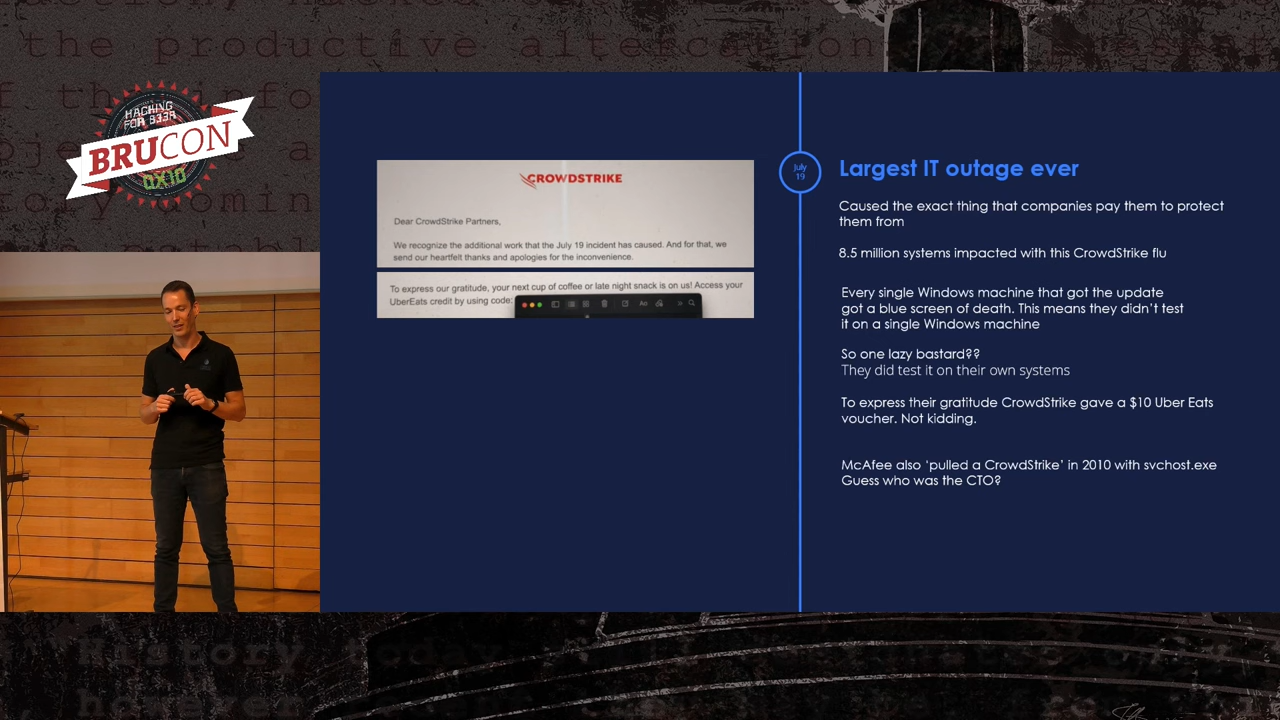 the productive altercation
HACKING
FOR B33R
BRUCON
0X10
CROWDSTRIKE
Dear CrowdStrike Partners,
We recognize the additional work that the July 19 incident has caused. And for that, we
send our heartfelt thanks and apologies for the inconvenience.
To express our gratitude, your next cup of coffee or late night snack is on us! Access your
UberEats credit by using code:
Aa
July
19
Largest IT outage ever
Caused the exact thing that companies pay them to protect
them from
8.5 million systems impacted with this CrowdStrike flu
Every single Windows machine that got the update
got a blue screen of death. This means they didn’t test
it on a single Windows machine
So one lazy bastard??
They did test it on their own systems
To express their gratitude CrowdStrike gave a $10 Uber Eats
voucher. Not kidding.
McAfee also ‘pulled a CrowdStrike’ in 2010 with svchost.exe
Guess who was the CTO?
History today
however